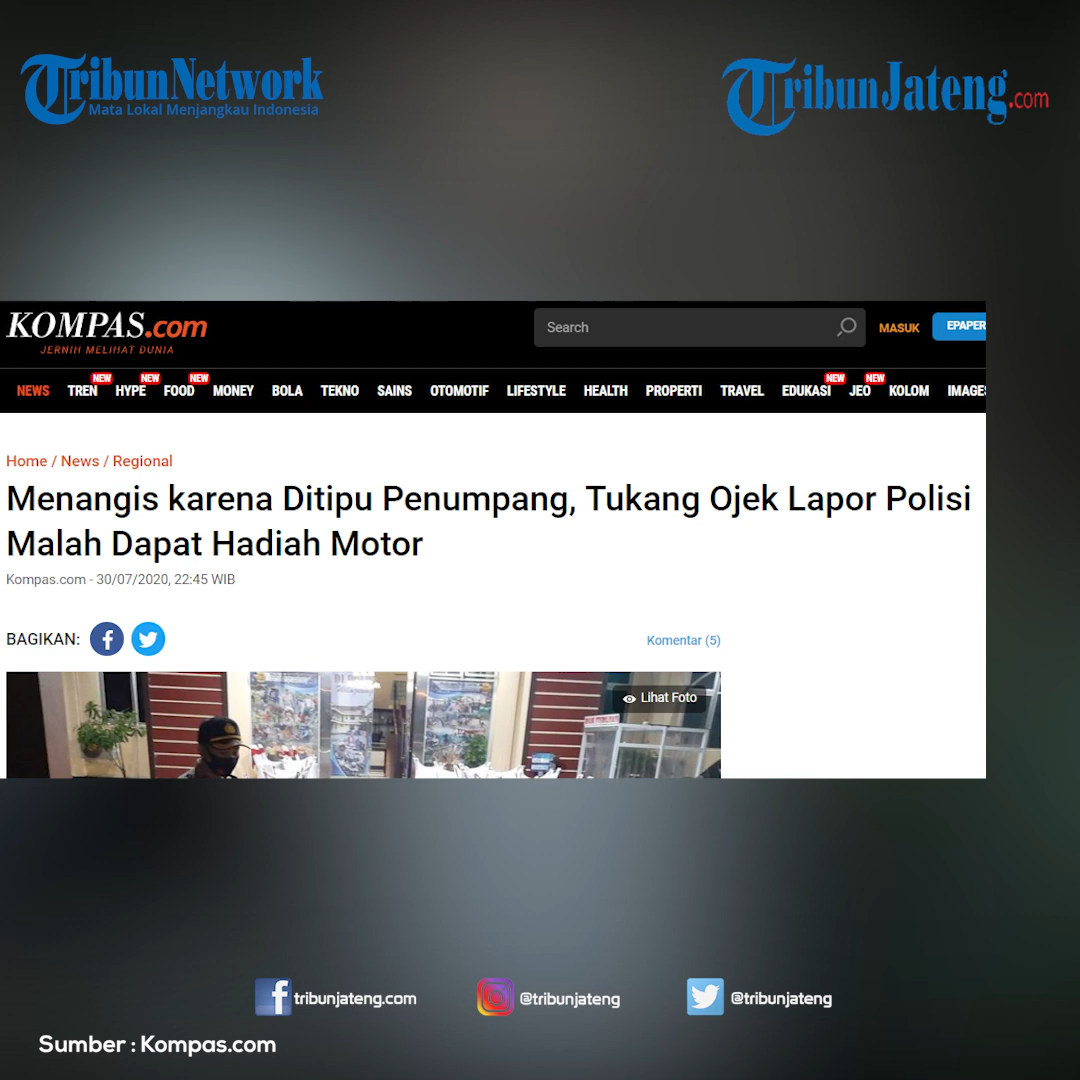 TribunNetwork
Mata Lokal Menjangkau Indonesia
TribunJateng.com
KOMPAS.com
JERNIH MELIHAT DUNIA
Search
MASUK
EPAPER
NEWS TREN NEW HYPE NEW FOOD NEW MONEY BOLA TEKNO SAINS OTOMOTIF LIFESTYLE HEALTH PROPERTI TRAVEL EDUKASI NEW JEO NEW KOLOM IMAGES
Home / News / Regional
Menangis karena Ditipu Penumpang, Tukang Ojek Lapor Polisi
Malah Dapat Hadiah Motor
Kompas.com - 30/07/2020, 22:45 WIB
BAGIKAN:
Komentar (5)
Lihat Foto
tribunjateng.com
@tribunjateng
@tribunjateng
Sumber : Kompas.com